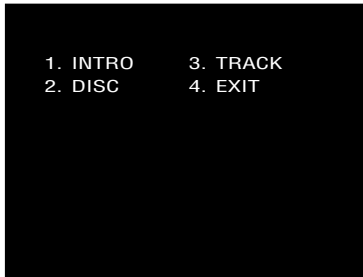 1. INTRO 3. TRACK
2. DISC 4. EXIT